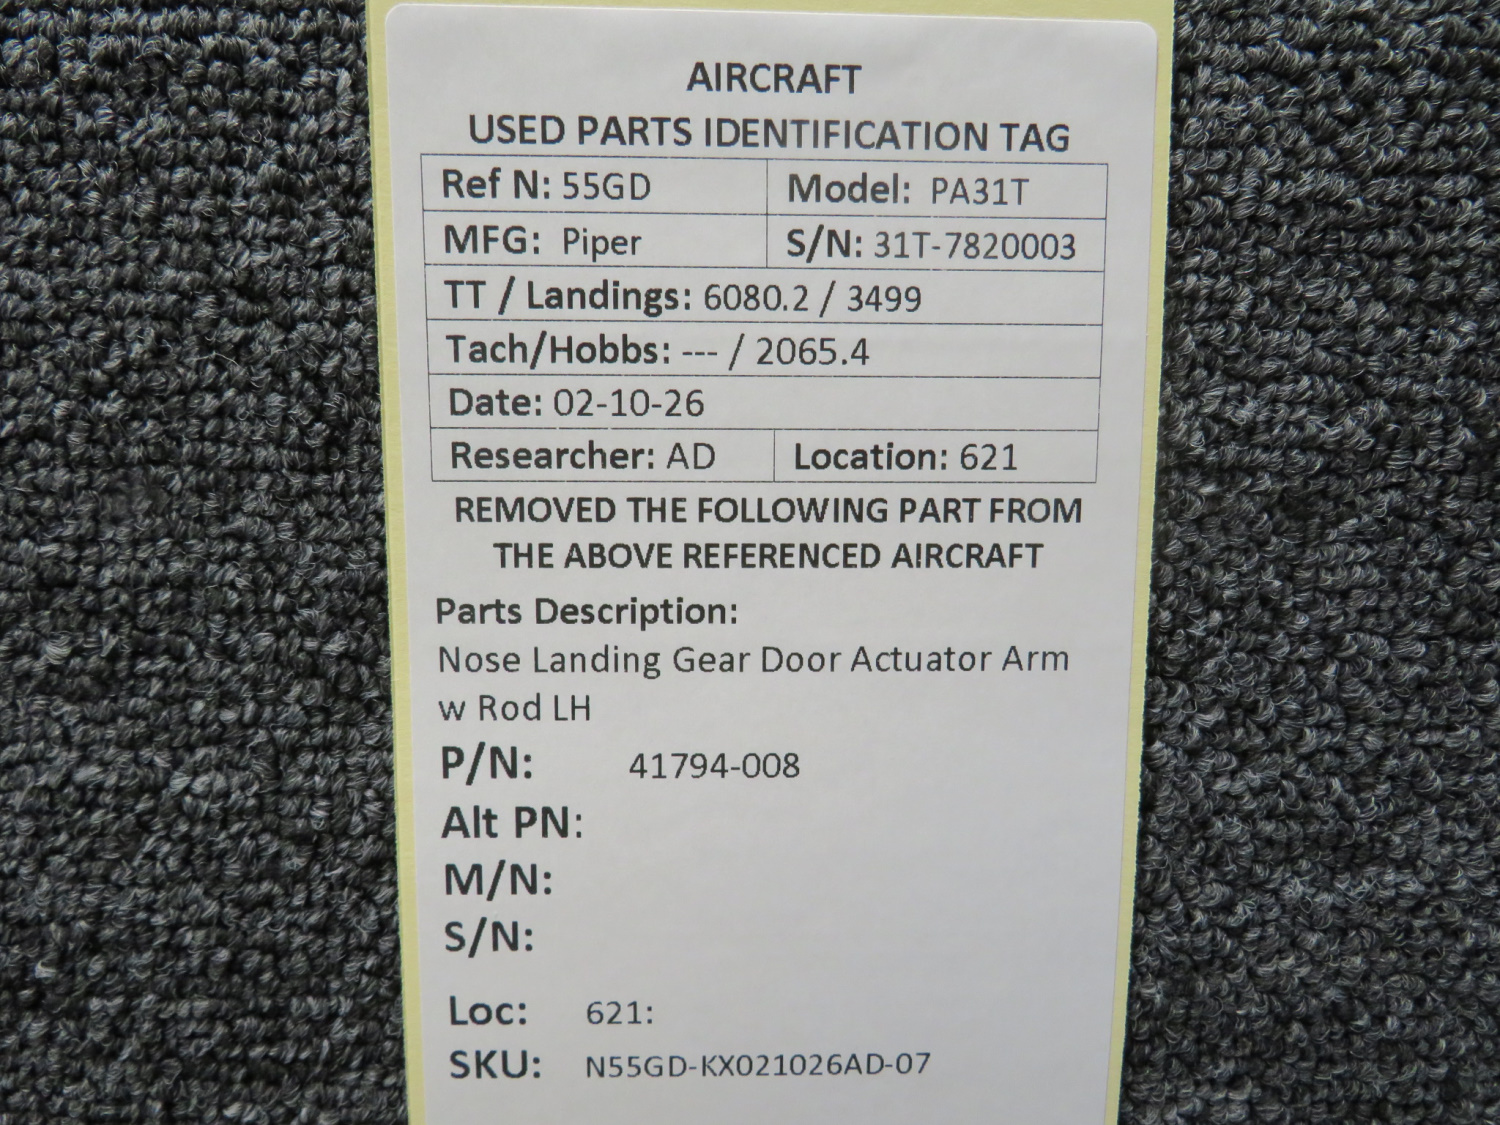 AIRCRAFT
USED PARTS IDENTIFICATION TAG
Ref N: 55GD Model: PA31T
MFG: Piper S/N: 31T-7820003
TT / Landings: 6080.2 / 3499
Tach/Hobbs: --- / 2065.4
Date: 02-10-26
Researcher: AD Location: 621
REMOVED THE FOLLOWING PART FROM
THE ABOVE REFERENCED AIRCRAFT
Parts Description:
Nose Landing Gear Door Actuator Arm
w Rod LH
P/N: 41794-008
Alt PN:
M/N:
S/N:
Loc: 621:
SKU: N55GD-KX021026AD-07